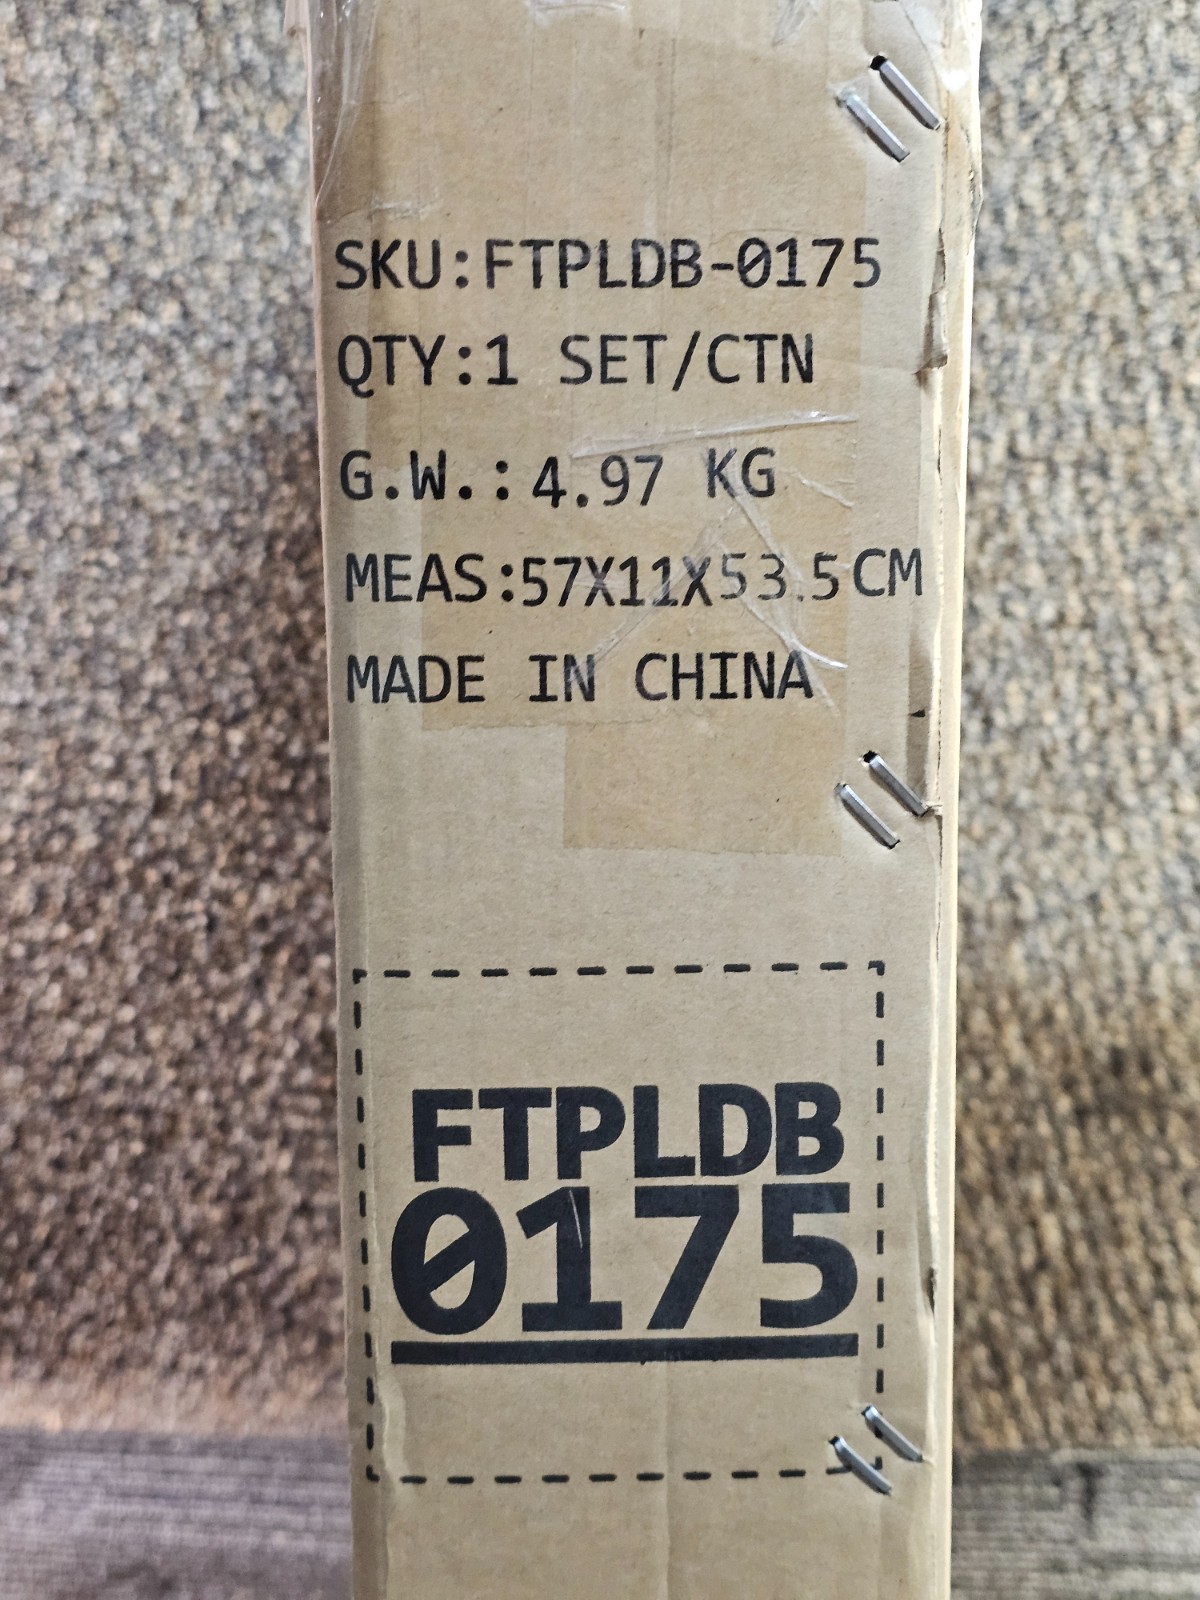 SKU:FTPLDB-0175
QTY:1 SET/CTN
G.W.:4.97 KG
MEAS:57X11X53.5CM
MADE IN CHINA
FTPLDB
0175